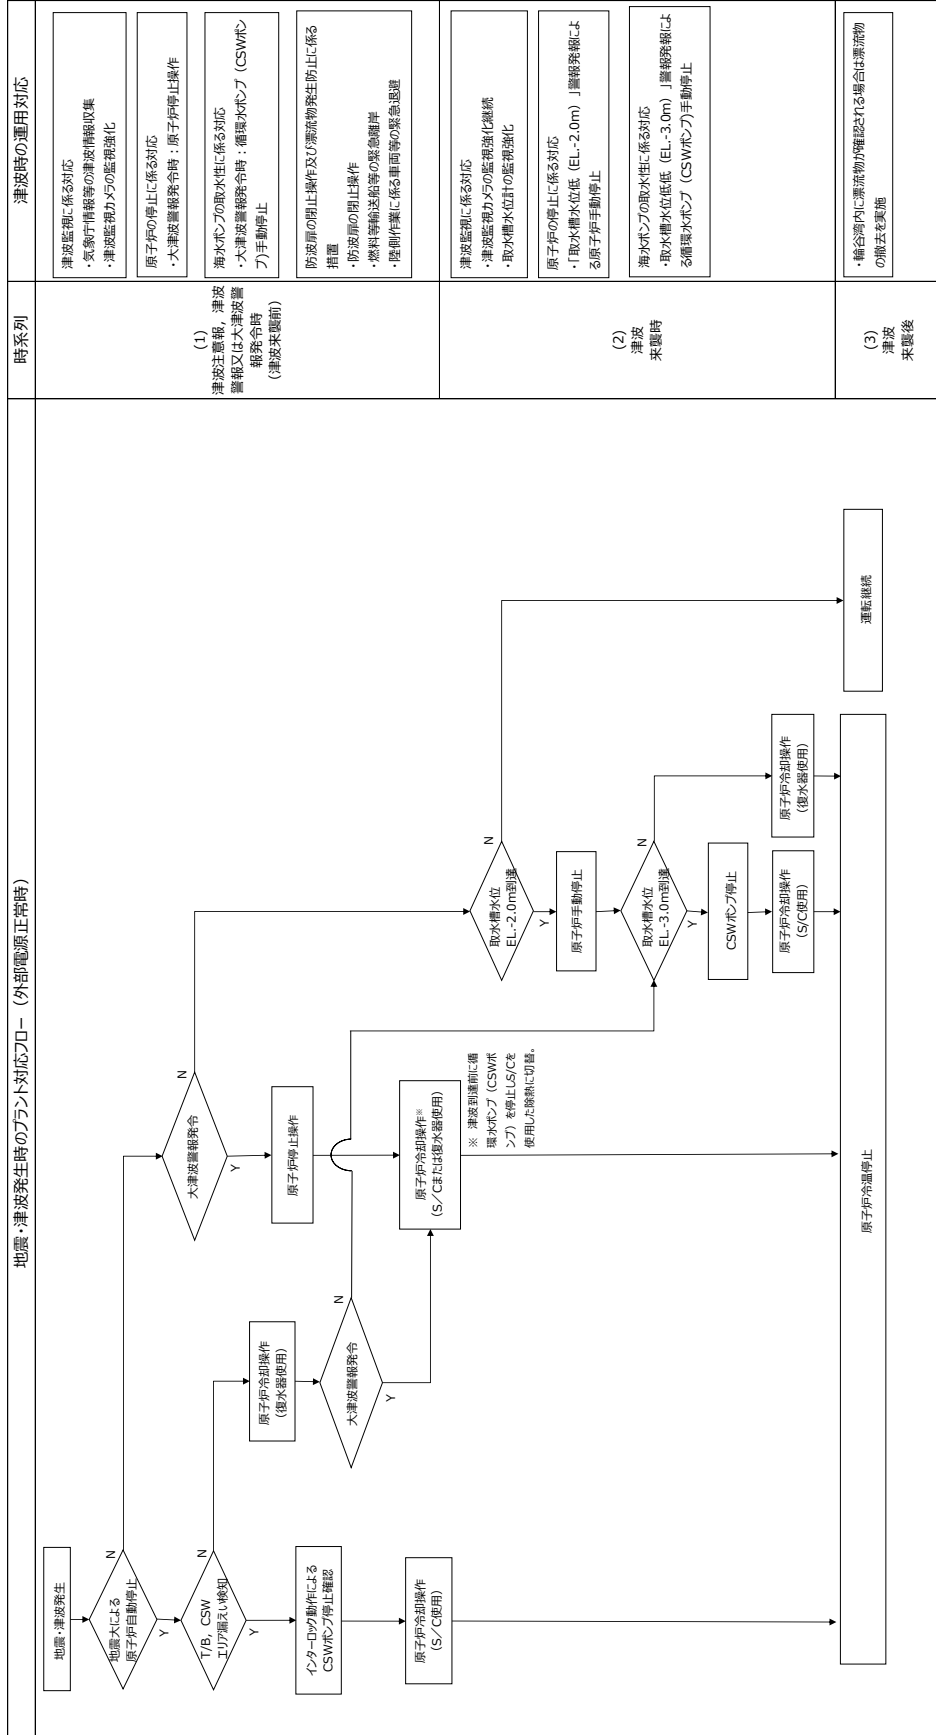 地震・津波発生時のプラント対応フロー（外部電源正常時）
時系列
津波時の運用対応
地震・津波発生
地震大による
原子炉自動停止
N
Y
T/B，CSW
エリア漏えい検知
N
Y
インターロック動作による
CSWポンプ停止確認
原子炉冷却操作
（S／C使用）
原子炉冷却操作
（復水器使用）
大津波警報発令
N
Y
大津波警報発令
N
Y
原子炉停止操作
原子炉冷却操作※
（S／Cまたは復水器使用）
※ 津波到達前に循
環水ポンプ（CSWポ
ンプ）を停止しS/Cを
使用した除熱に切替。
取水槽水位
EL.-2.0m到達
N
Y
原子炉手動停止
取水槽水位
EL.-3.0m到達
N
Y
CSWポンプ停止
原子炉冷却操作
（S/C使用）
原子炉冷却操作
（復水器使用）
原子炉冷温停止
運転継続
（1）
津波注意報，津波
警報又は大津波警
報発令時
（津波来襲前）
津波監視に係る対応
・気象庁情報等の津波情報収集
・津波監視カメラの監視強化
原子炉の停止に係る対応
・大津波警報発令時：原子炉停止操作
海水ポンプの取水性に係る対応
・大津波警報発令時：循環水ポンプ（CSWポン
プ）手動停止
防波扉の閉止操作及び漂流物発生防止に係る
措置
・防波扉の閉止操作
・燃料等輸送船等の緊急離岸
・陸側作業に係る車両等の緊急退避
（2）
津波
来襲時
津波監視に係る対応
・津波監視カメラの監視強化継続
・取水槽水位計の監視強化
原子炉の停止に係る対応
・「取水槽水位低（EL.-2.0m）」警報発報によ
る原子炉手動停止
海水ポンプの取水性に係る対応
・取水槽水位低低（EL.-3.0m）」警報発報によ
る循環水ポンプ（CSWポンプ）手動停止
（3）
津波
来襲後
・輪谷湾内に漂流物が確認される場合は漂流物
の撤去を実施